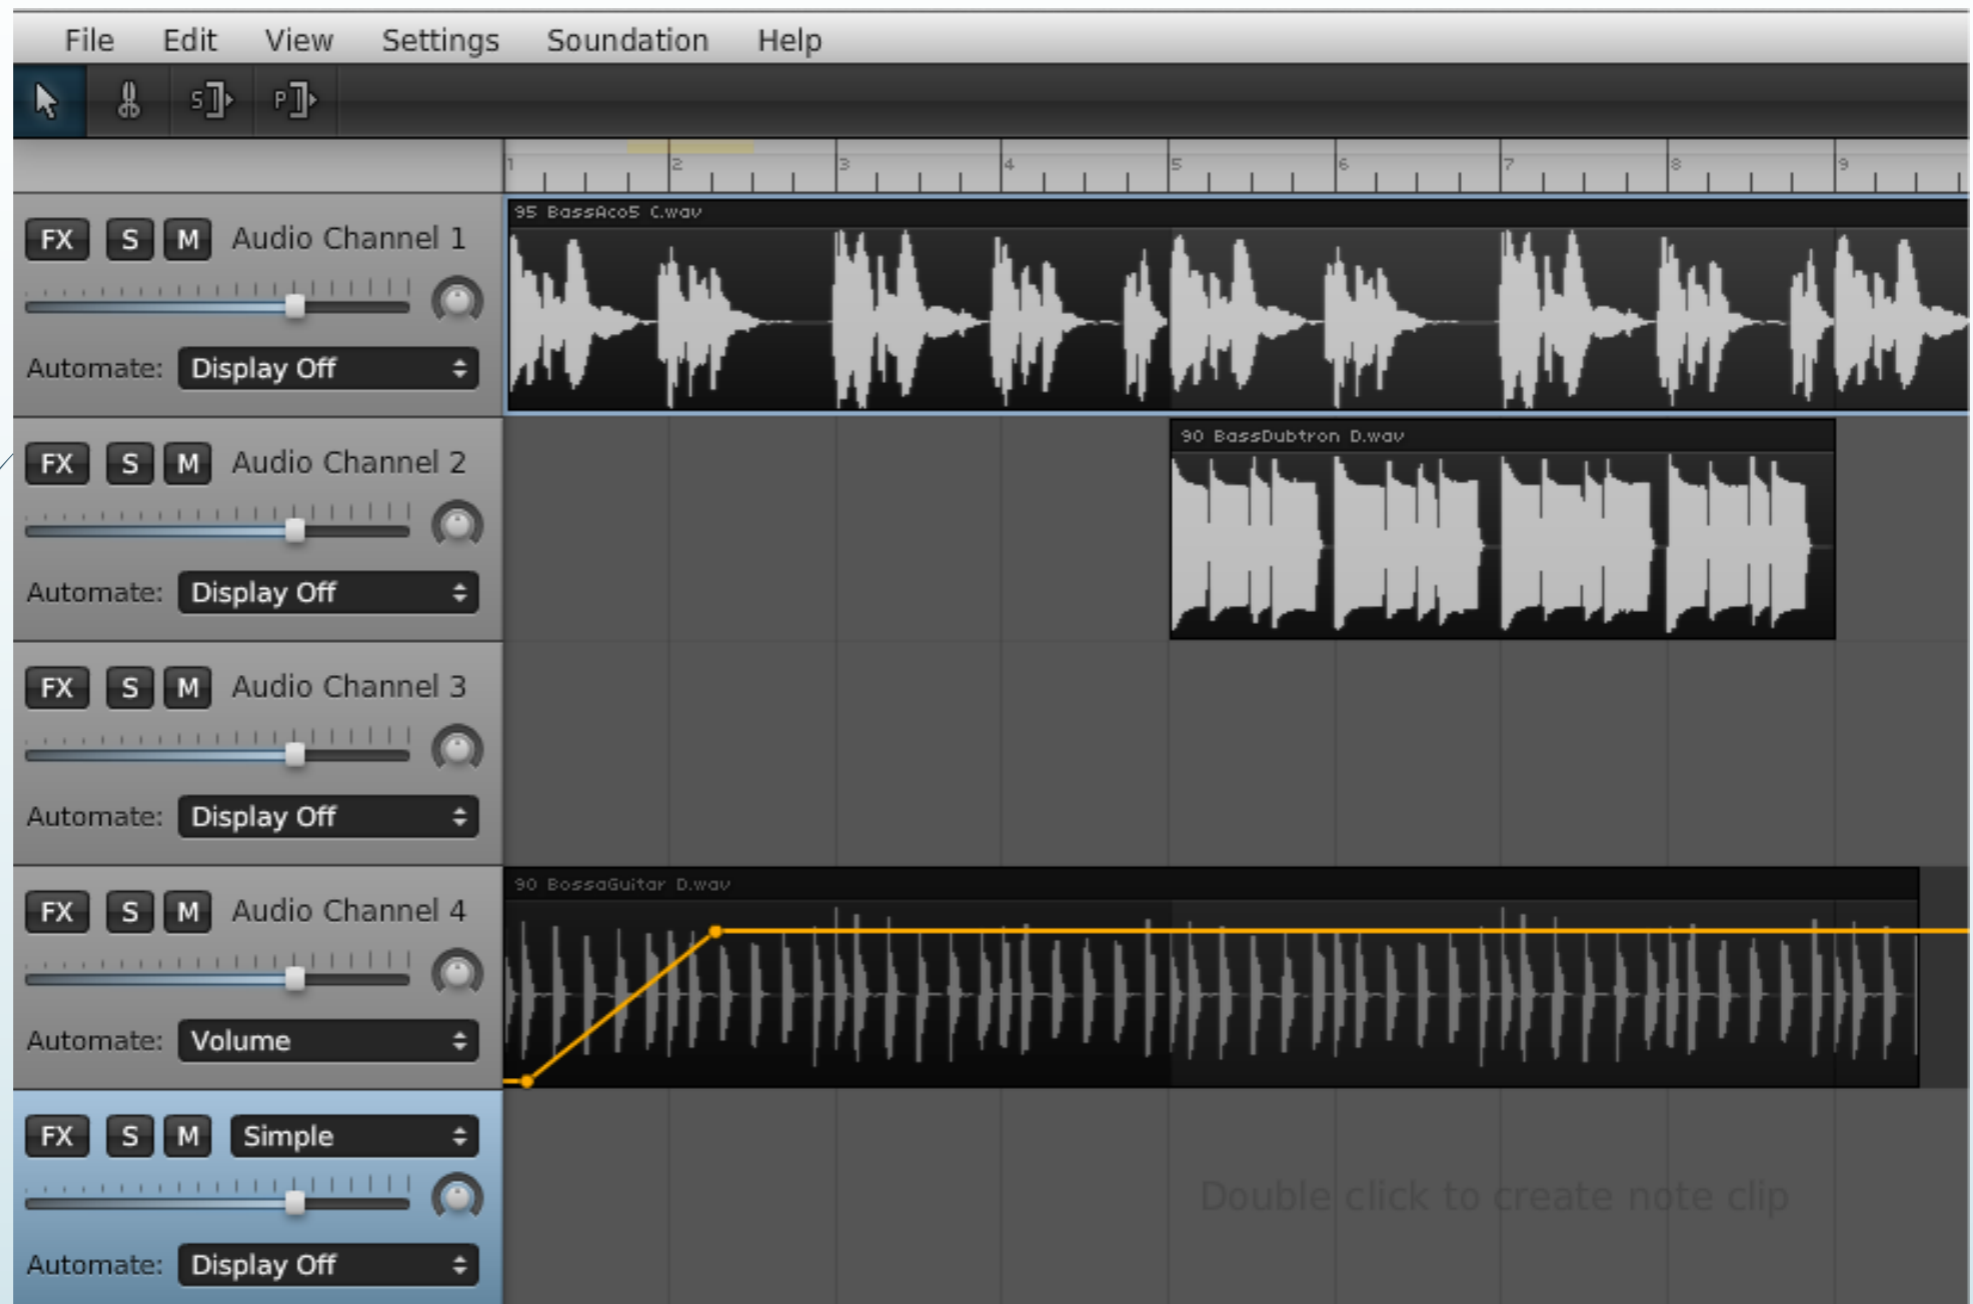 File Edit View Settings Soundation Help
S P
1 2 3 4 5 6 7 8 9
95 BassAco5 C.wav
FX S M Audio Channel 1
Automate: Display Off
90 BassDubtron D.wav
FX S M Audio Channel 2
Automate: Display Off
FX S M Audio Channel 3
Automate: Display Off
90 BossaGuitar D.wav
FX S M Audio Channel 4
Automate: Volume
FX S M Simple
Double click to create note clip
Automate: Display Off